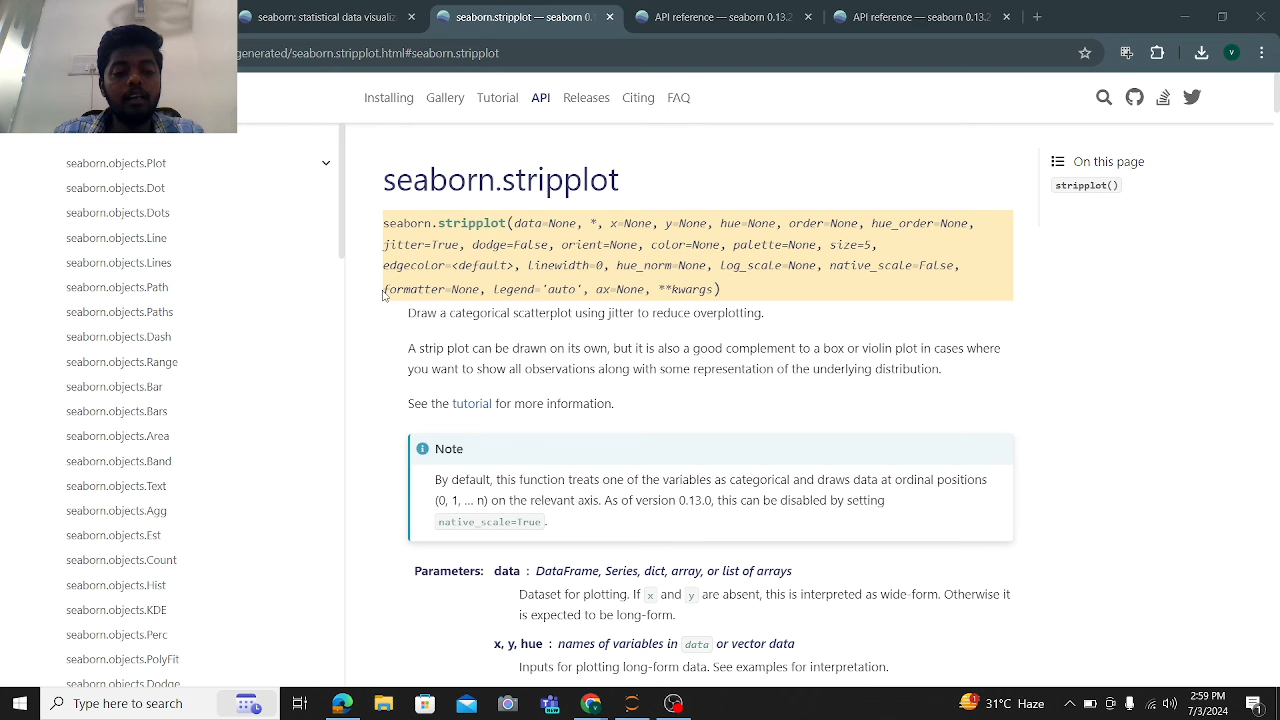 seaborn: statistical data visualiz
seaborn.stripplot — seaborn 0.
API reference — seaborn 0.13.2
API reference — seaborn 0.13.2
generated/seaborn.stripplot.html#seaborn.stripplot
V
Installing Gallery Tutorial API Releases Citing FAQ
seaborn.objects.Plot
seaborn.objects.Dot
seaborn.objects.Dots
seaborn.objects.Line
seaborn.objects.Lines
seaborn.objects.Path
seaborn.objects.Paths
seaborn.objects.Dash
seaborn.objects.Range
seaborn.objects.Bar
seaborn.objects.Bars
seaborn.objects.Area
seaborn.objects.Band
seaborn.objects.Text
seaborn.objects.Agg
seaborn.objects.Est
seaborn.objects.Count
seaborn.objects.Hist
seaborn.objects.KDE
seaborn.objects.Perc
seaborn.objects.PolyFit
seaborn.objects.Dodge
seaborn.stripplot
seaborn.stripplot(data=None, *, x=None, y=None, hue=None, order=None, hue_order=None,
jitter=True, dodge=False, orient=None, color=None, palette=None, size=5,
edgecolor=<default>, linewidth=0, hue_norm=None, log_scale=None, native_scale=False,
formatter=None, legend='auto', ax=None, **kwargs)
Draw a categorical scatterplot using jitter to reduce overplotting.
A strip plot can be drawn on its own, but it is also a good complement to a box or violin plot in cases where
you want to show all observations along with some representation of the underlying distribution.
See the tutorial for more information.
Note
By default, this function treats one of the variables as categorical and draws data at ordinal positions
(0, 1, … n) on the relevant axis. As of version 0.13.0, this can be disabled by setting
native_scale=True.
Parameters: data : DataFrame, Series, dict, array, or list of arrays
Dataset for plotting. If x and y are absent, this is interpreted as wide-form. Otherwise it
is expected to be long-form.
x, y, hue : names of variables in data or vector data
Inputs for plotting long-form data. See examples for interpretation.
On this page
stripplot()
Type here to search
31°C Haze
2:59 PM
7/3/2024